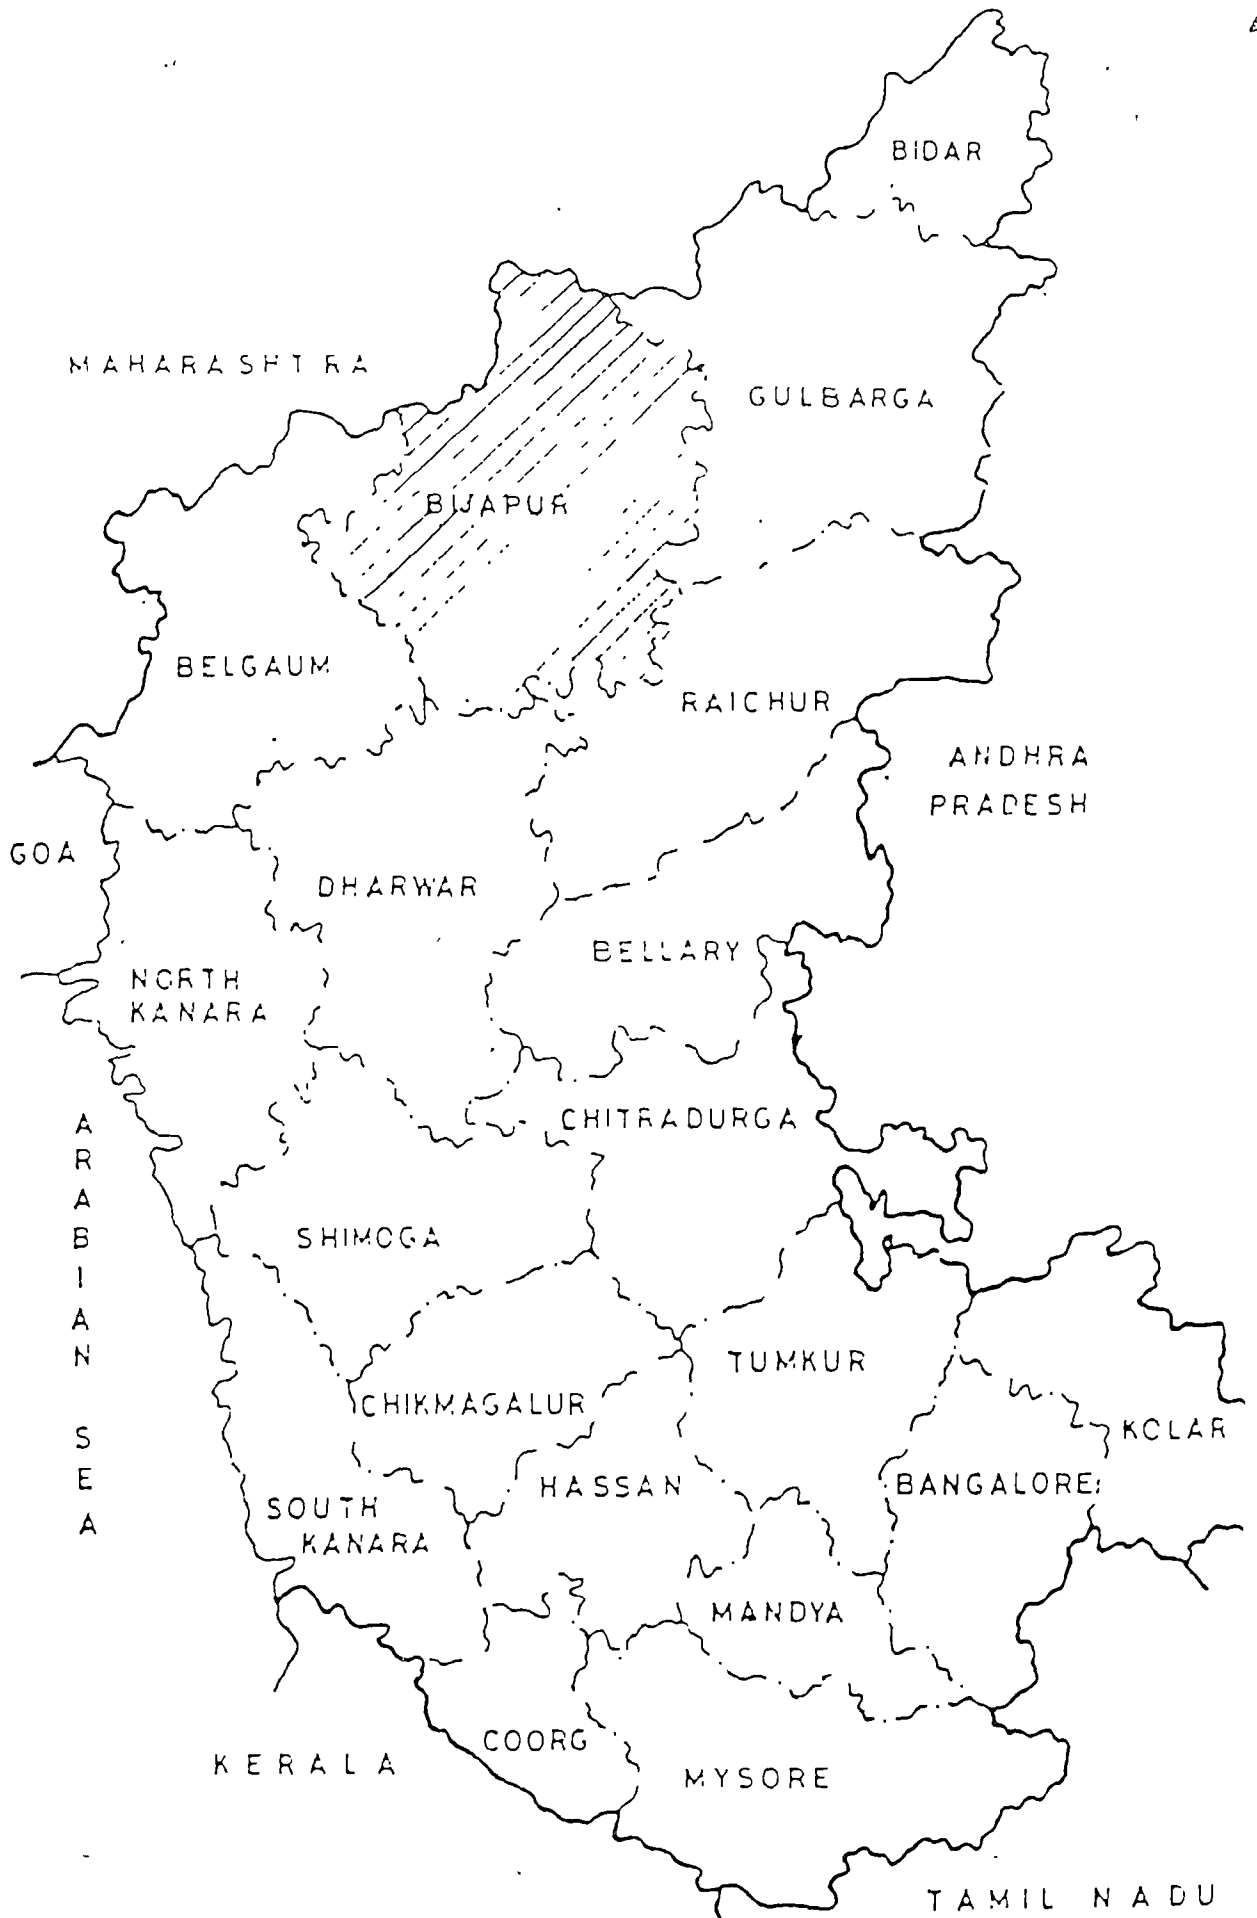 BIDAR
MAHARASHTRA
GULBARGA
BIJAPUR
BELGAUM
RAICHUR
ANDHRA
PRADESH
GOA
DHARWAR
BELLARY
NORTH
KANARA
ARABIAN SEA
CHITRADURGA
SHIMOGA
TUMKUR
CHIKMAGALUR
KOLAR
HASSAN
BANGALORE
SOUTH
KANARA
MANDYA
COORG
KERALA
MYSORE
TAMIL NADU